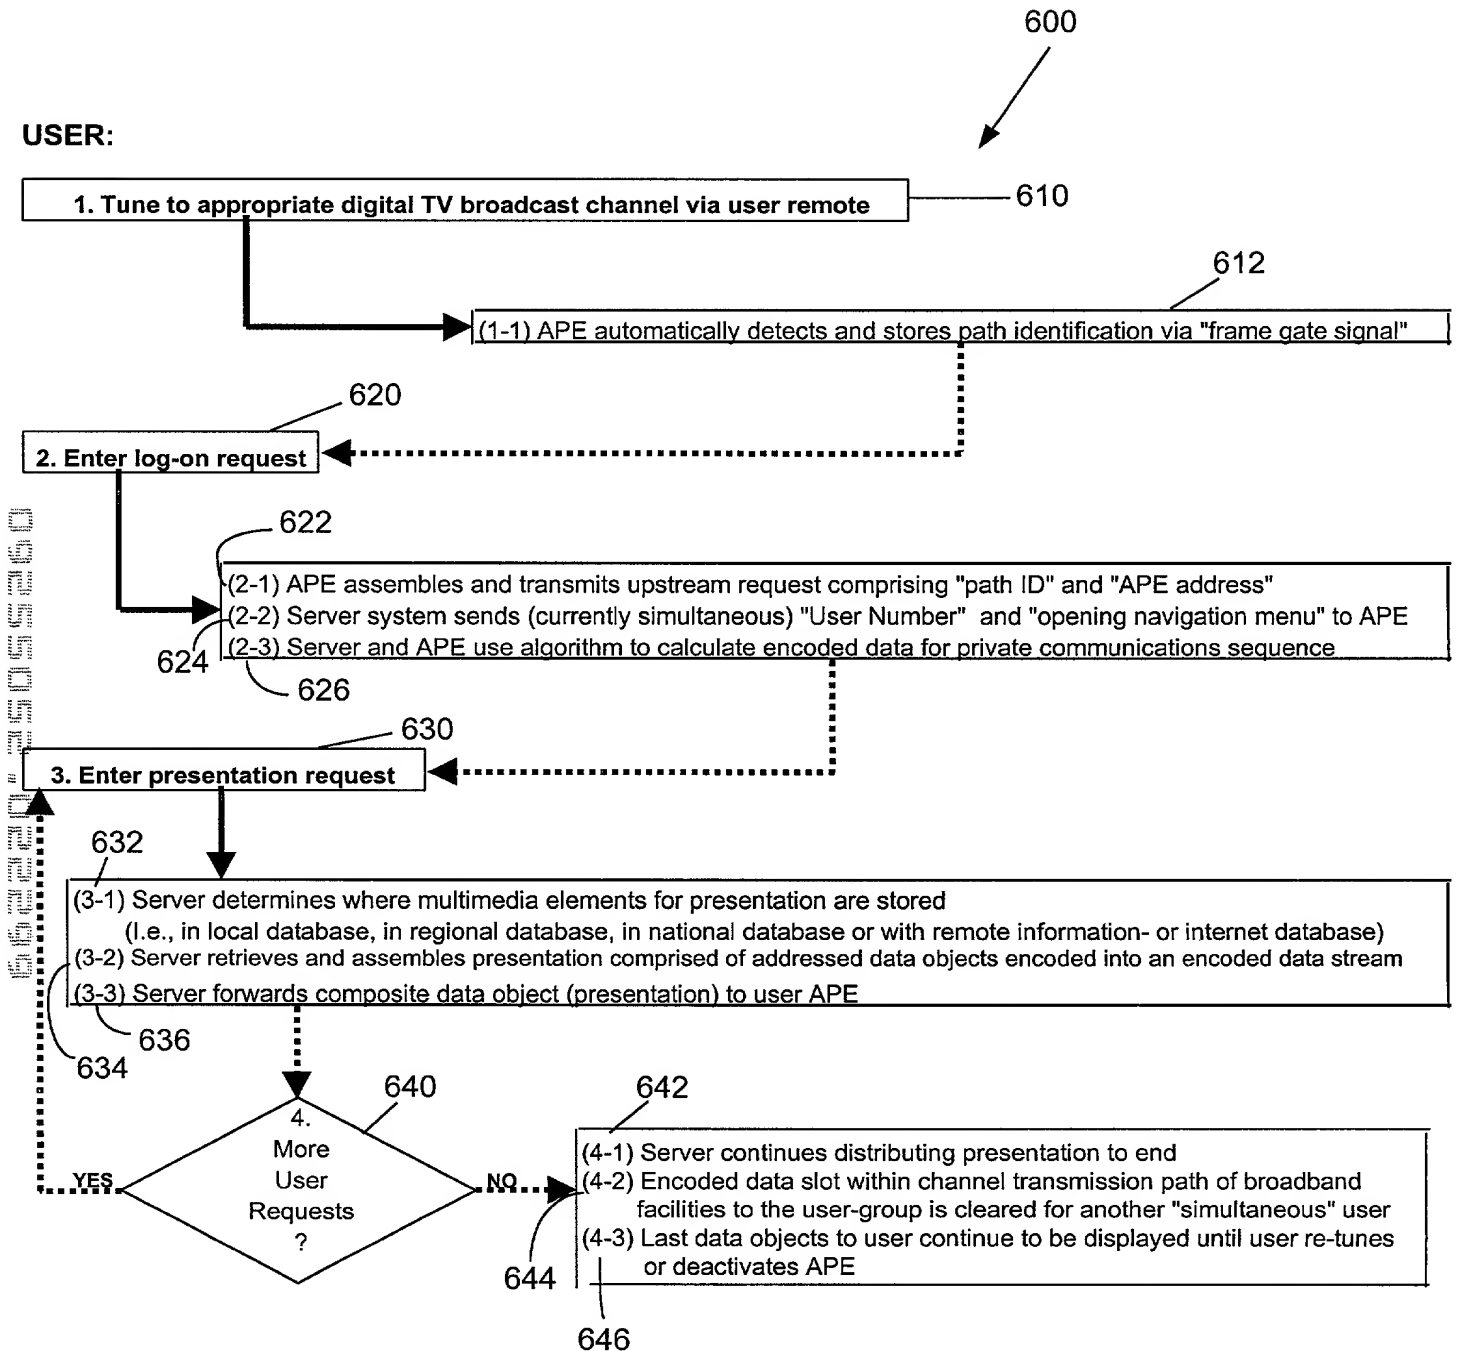 600
USER:
1. Tune to appropriate digital TV broadcast channel via user remote
610
612
(1-1) APE automatically detects and stores path identification via "frame gate signal"
620
2. Enter log-on request
622
(2-1) APE assembles and transmits upstream request comprising "path ID" and "APE address"
(2-2) Server system sends (currently simultaneous) "User Number" and "opening navigation menu" to APE
624
(2-3) Server and APE use algorithm to calculate encoded data for private communications sequence
626
630
3. Enter presentation request
632
(3-1) Server determines where multimedia elements for presentation are stored
(I.e., in local database, in regional database, in national database or with remote information- or internet database)
(3-2) Server retrieves and assembles presentation comprised of addressed data objects encoded into an encoded data stream
(3-3) Server forwards composite data object (presentation) to user APE
636
634
640
642
4.
More
User
Requests
?
YES
NO
(4-1) Server continues distributing presentation to end
(4-2) Encoded data slot within channel transmission path of broadband
facilities to the user-group is cleared for another "simultaneous" user
(4-3) Last data objects to user continue to be displayed until user re-tunes
or deactivates APE
644
646